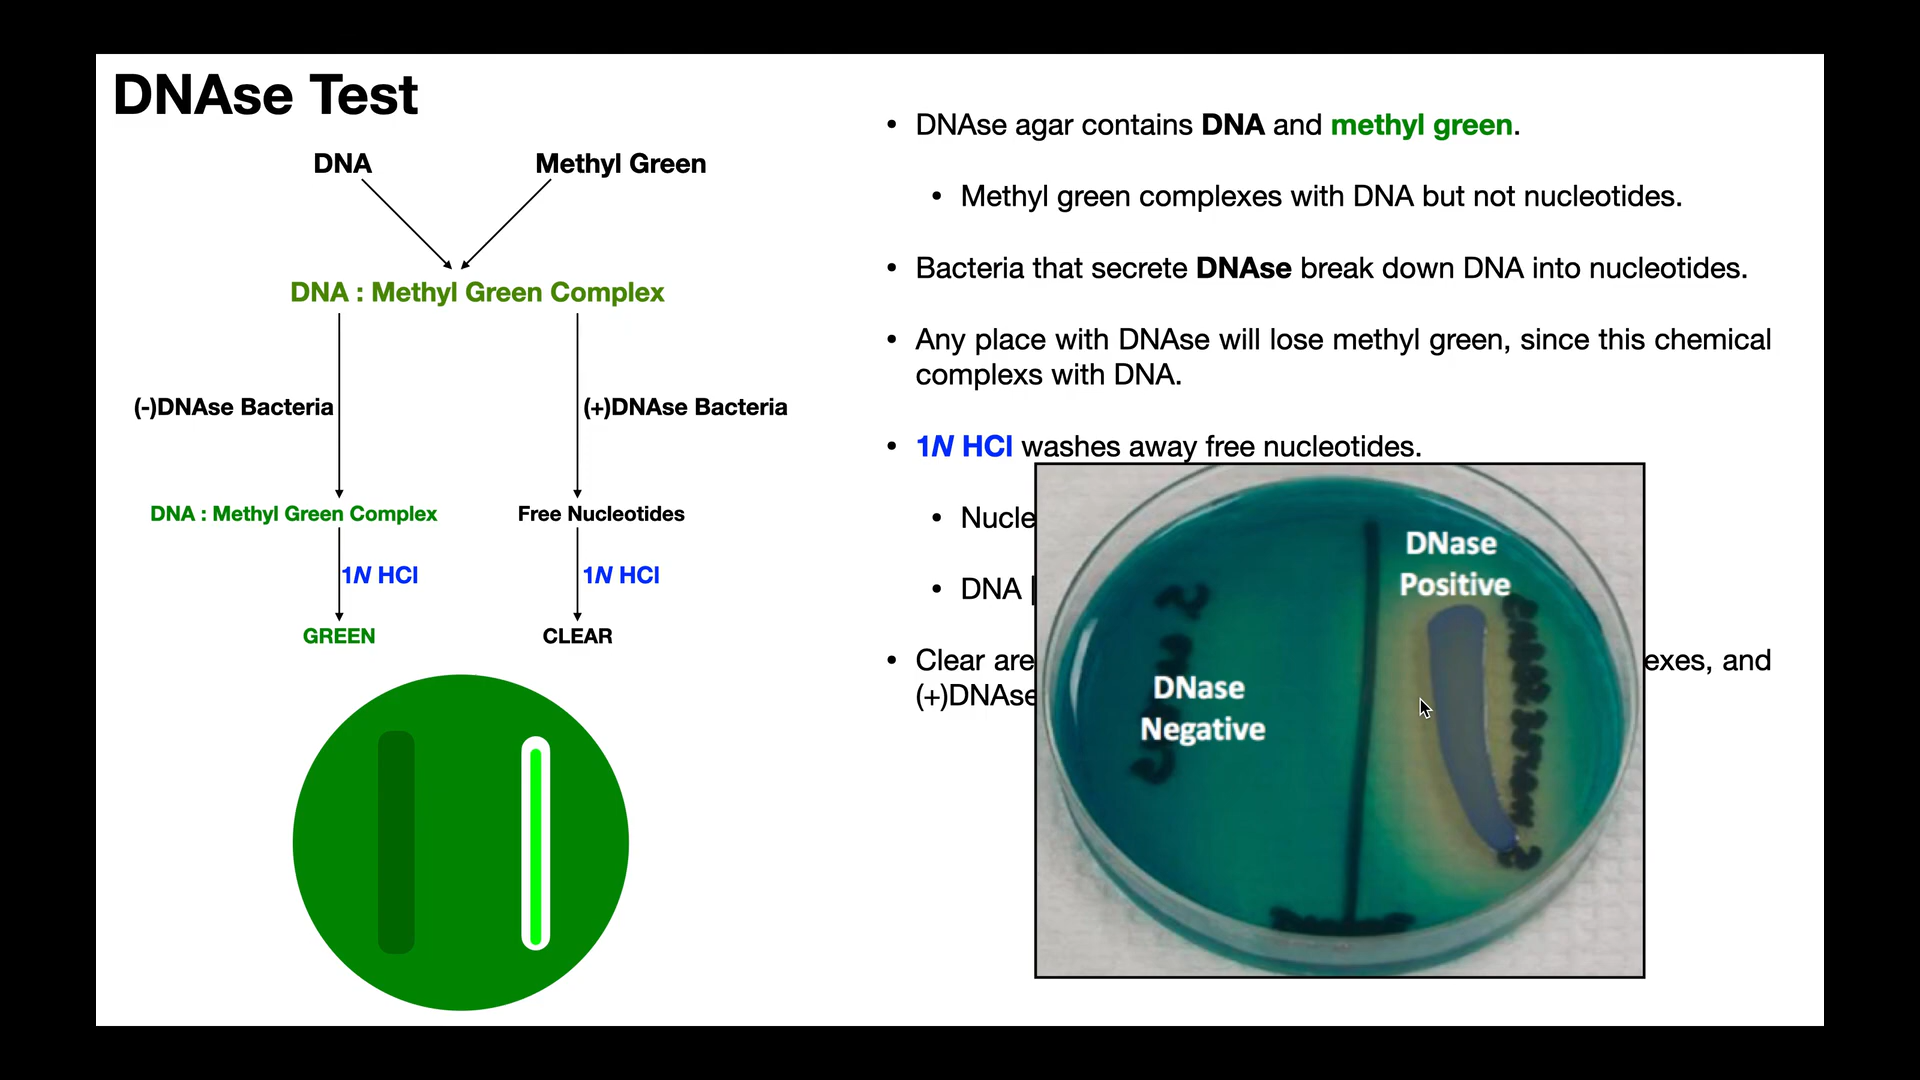 DNAse Test
DNA
Methyl Green
DNA : Methyl Green Complex
(-)DNAse Bacteria
(+)DNAse Bacteria
DNA : Methyl Green Complex
Free Nucleotides
1N HCl
1N HCl
GREEN
CLEAR
• DNAse agar contains DNA and methyl green.
• Methyl green complexes with DNA but not nucleotides.
• Bacteria that secrete DNAse break down DNA into nucleotides.
• Any place with DNAse will lose methyl green, since this chemical
complexs with DNA.
• 1N HCl washes away free nucleotides.
• Nucle
• DNA
• Clear are
exes, and
(+)DNAse
DNase
Positive
DNase
Negative